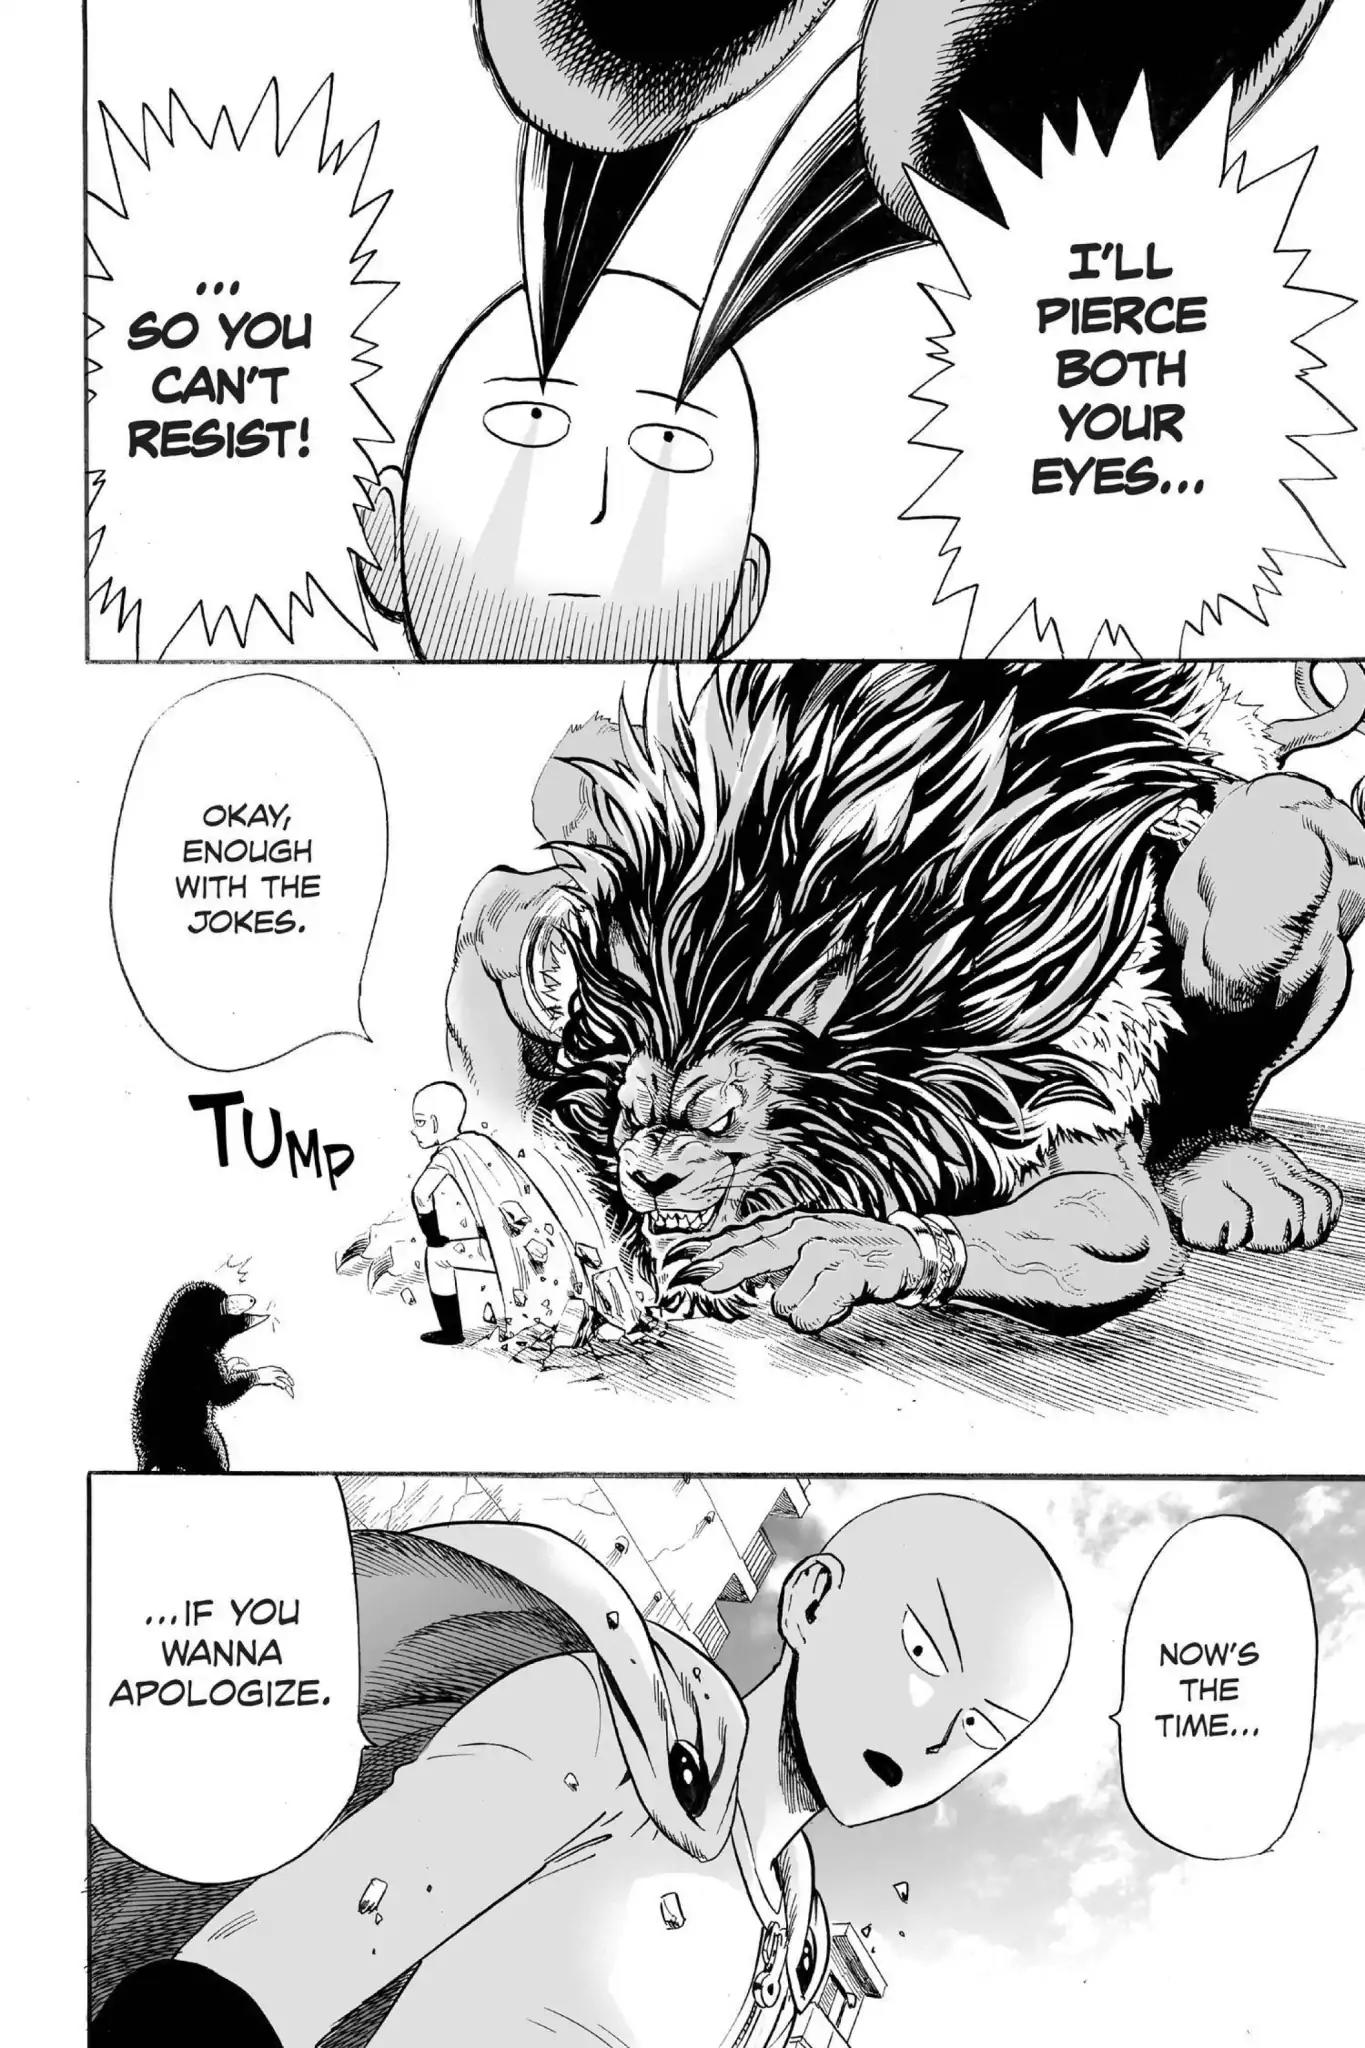 I'LL
PIERCE
BOTH
YOUR
EYES...
...
SO YOU
CAN'T
RESIST!
OKAY,
ENOUGH
WITH THE
JOKES.
TUMP
NOW'S
THE
TIME...
...IF YOU
WANNA
APOLOGIZE.